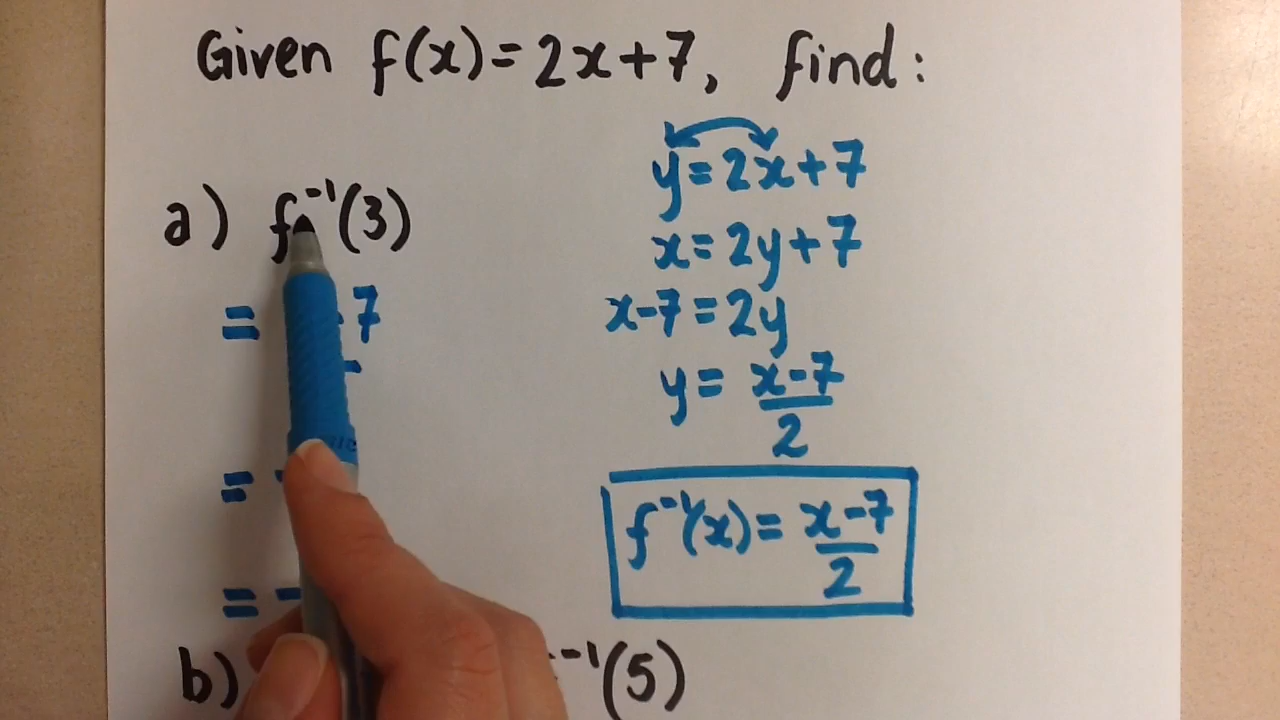 Given f(x)=2x+7, find:
y=2x+7
a) f⁻¹(3)
x=2y+7
= -7
x-7=2y
y= x-7
2
= -
f⁻¹(x)= x-7
2
= -
b) ⁻¹(5)